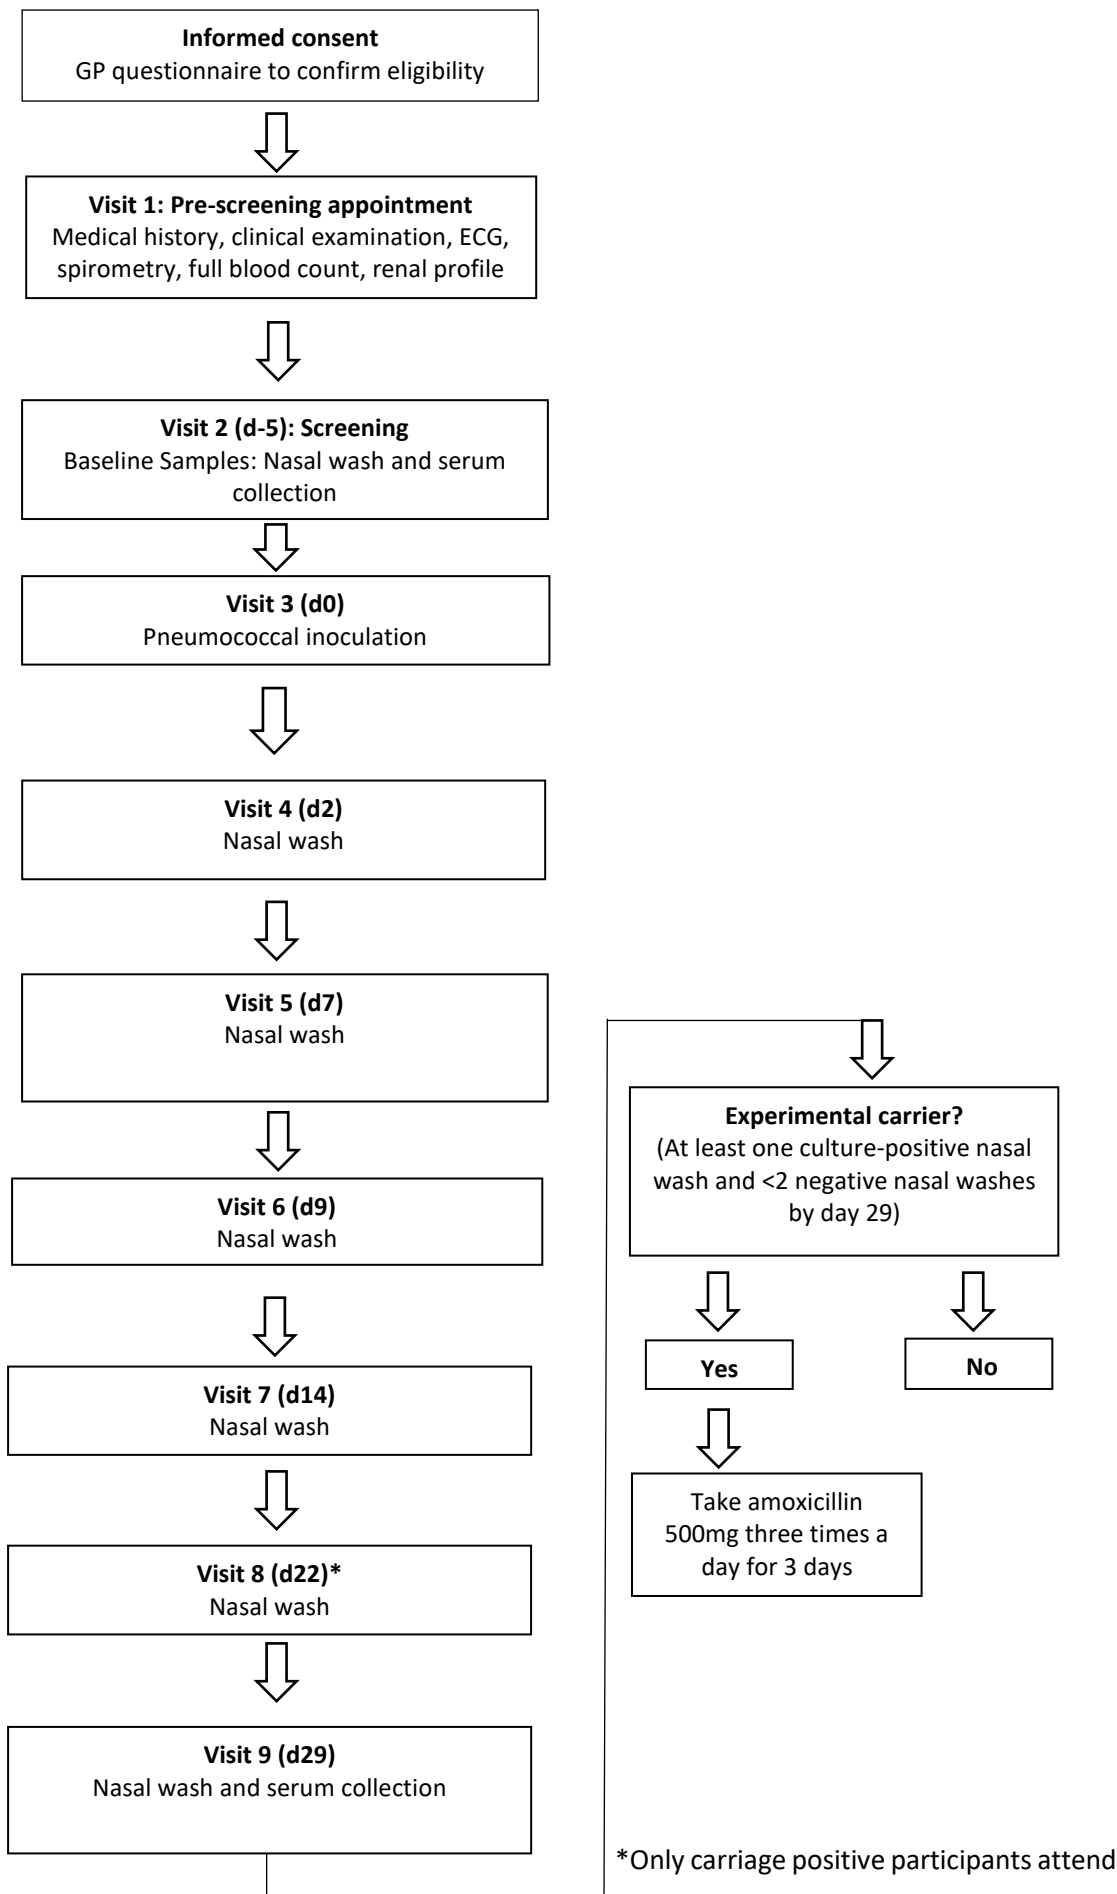 Informed consent
GP questionnaire to confirm eligibility
Visit 1: Pre-screening appointment
Medical history, clinical examination, ECG,
spirometry, full blood count, renal profile
Visit 2 (d-5): Screening
Baseline Samples: Nasal wash and serum
collection
Visit 3 (d0)
Pneumococcal inoculation
Visit 4 (d2)
Nasal wash
Visit 5 (d7)
Nasal wash
Visit 6 (d9)
Nasal wash
Visit 7 (d14)
Nasal wash
Visit 8 (d22)*
Nasal wash
Visit 9 (d29)
Nasal wash and serum collection
Experimental carrier?
(At least one culture-positive nasal
wash and <2 negative nasal washes
by day 29)
Yes
No
Take amoxicillin
500mg three times a
day for 3 days
*Only carriage positive participants attend